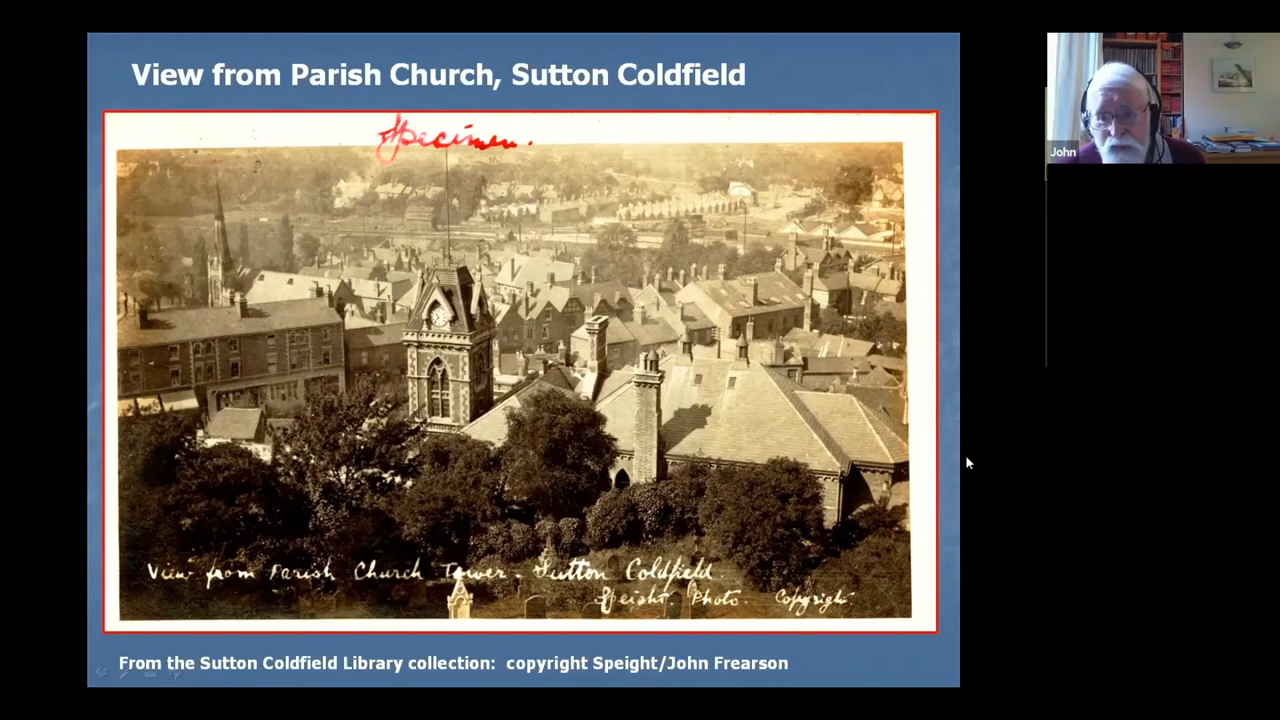 View from Parish Church, Sutton Coldfield
Specimen.
John
View from Parish Church Tower. Sutton Coldfield.
Speight. Photo. Copyright
From the Sutton Coldfield Library collection: copyright Speight/John Frearson